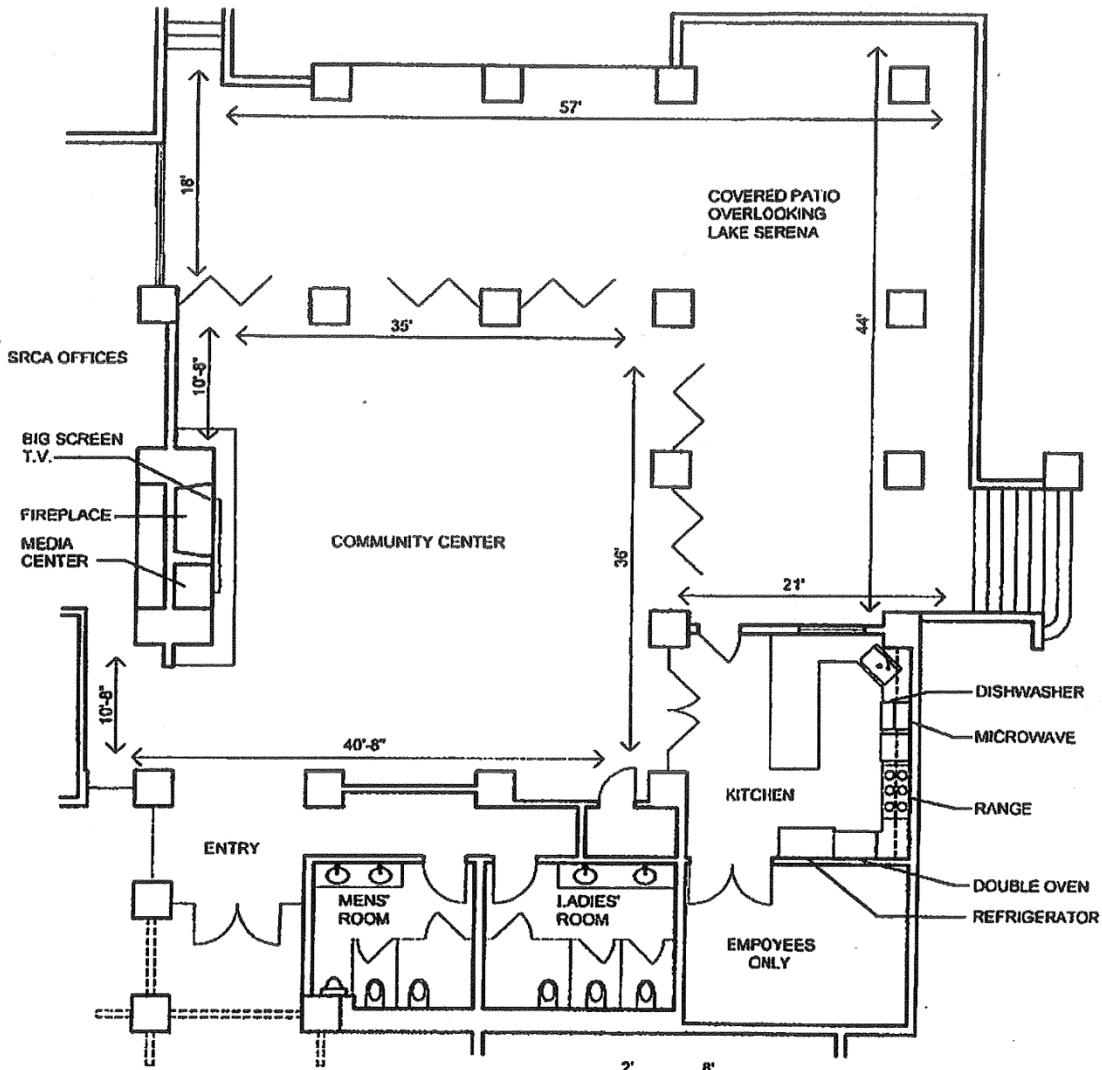 57'
18'
COVERED PATIO
OVERLOOKING
LAKE SERENA
44'
35'
SRCA OFFICES
10'-8"
BIG SCREEN
T.V.
FIREPLACE
MEDIA
CENTER
COMMUNITY CENTER
36'
21'
10'-8"
40'-8"
DISHWASHER
MICROWAVE
KITCHEN
RANGE
ENTRY
DOUBLE OVEN
REFRIGERATOR
MENS'
ROOM
LADIES'
ROOM
EMPOYEES
ONLY
2'
8'